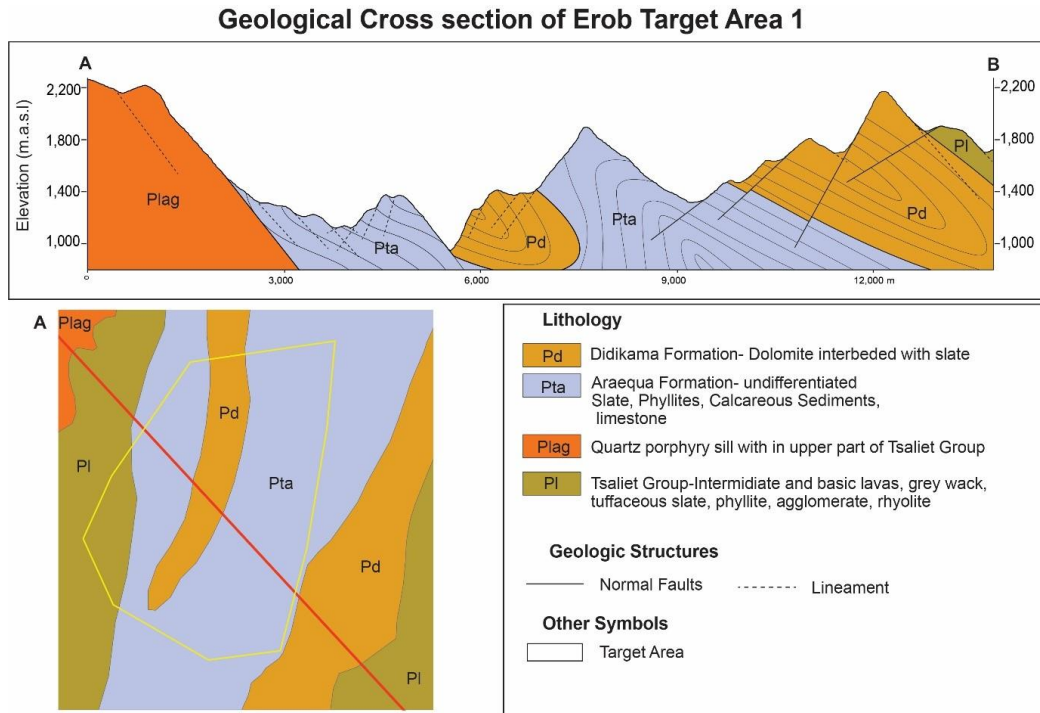 Geological Cross section of Erob Target Area 1
A
B
Elevation (m.a.s.l)
2,200
1,800
1,400
1,000
2,200
1,800
1,400
1,000
Plag
Pta
Pd
Pta
Pd
Pl
0
3,000
6,000
9,000
12,000 m
A
Plag
Pl
Pd
Pta
Pd
Pl
Lithology
Pd Didikama Formation- Dolomite interbeded with slate
Pta Araequa Formation- undifferentiated
Slate, Phyllites, Calcareous Sediments,
limestone
Plag Quartz porphyry sill with in upper part of Tsaliet Group
Pl Tsaliet Group-Intermidiate and basic lavas, grey wack,
tuffaceous slate, phyllite, agglomerate, rhyolite
Geologic Structures
Normal Faults
Lineament
Other Symbols
Target Area